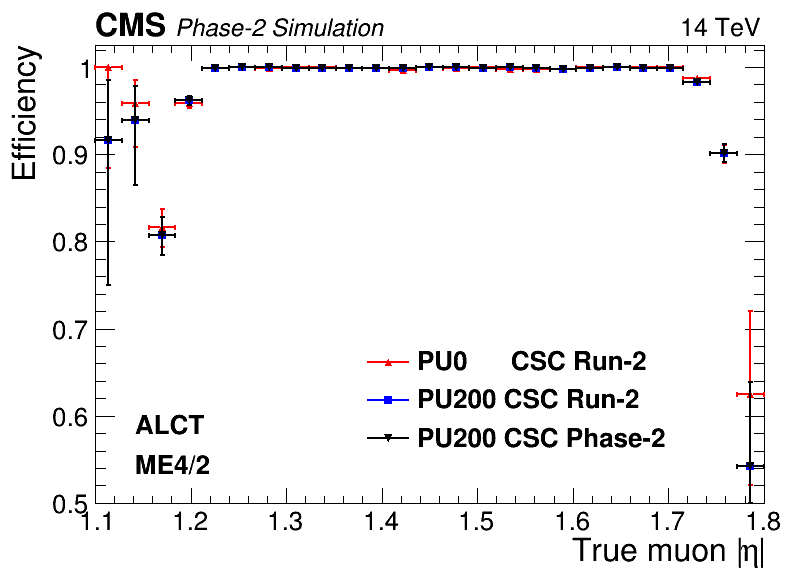 CMS Phase-2 Simulation 14 TeV
Efficiency
1
0.9
0.8
0.7
0.6
0.5
PU0 CSC Run-2
PU200 CSC Run-2
PU200 CSC Phase-2
ALCT
ME4/2
1.1 1.2 1.3 1.4 1.5 1.6 1.7 1.8
True muon |η|